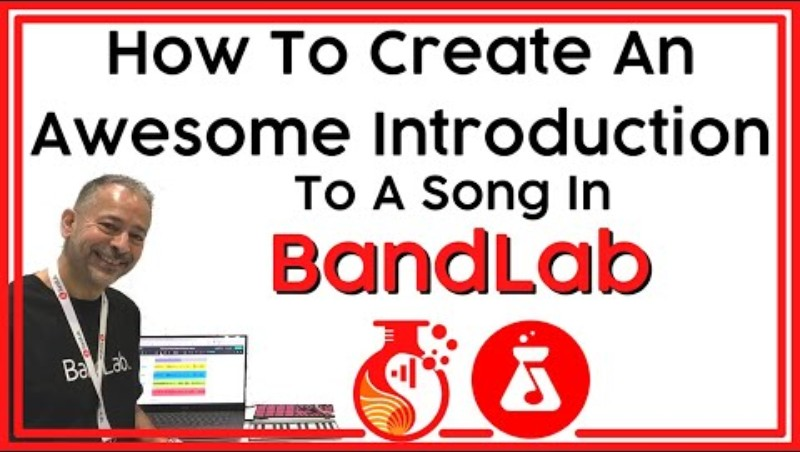 How To Create An
Awesome Introduction
To A Song In
BandLab
BandLab